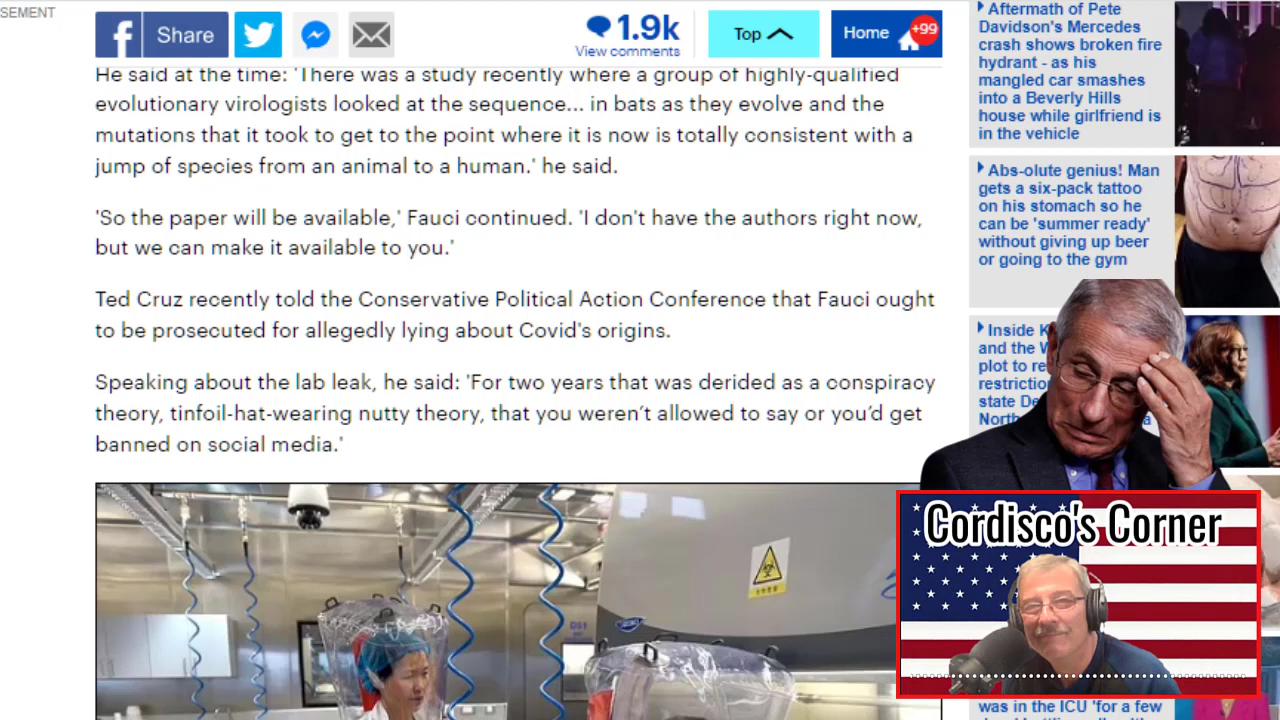 SEMENT
Share
1.9k
View comments
Top
Home
+99
He said at the time: 'There was a study recently where a group of highly-qualified
evolutionary virologists looked at the sequence... in bats as they evolve and the
mutations that it took to get to the point where it is now is totally consistent with a
jump of species from an animal to a human.' he said.
'So the paper will be available,' Fauci continued. 'I don't have the authors right now,
but we can make it available to you.'
Ted Cruz recently told the Conservative Political Action Conference that Fauci ought
to be prosecuted for allegedly lying about Covid's origins.
Speaking about the lab leak, he said: 'For two years that was derided as a conspiracy
theory, tinfoil-hat-wearing nutty theory, that you weren't allowed to say or you'd get
banned on social media.'
Aftermath of Pete
Davidson's Mercedes
crash shows broken fire
hydrant - as his
mangled car smashes
into a Beverly Hills
house while girlfriend is
in the vehicle
Abs-olute genius! Man
gets a six-pack tattoo
on his stomach so he
can be 'summer ready'
without giving up beer
or going to the gym
Inside K
and the W
plot to re
restriction
state De
North
a
Cordisco's Corner
was in the ICU 'for a few